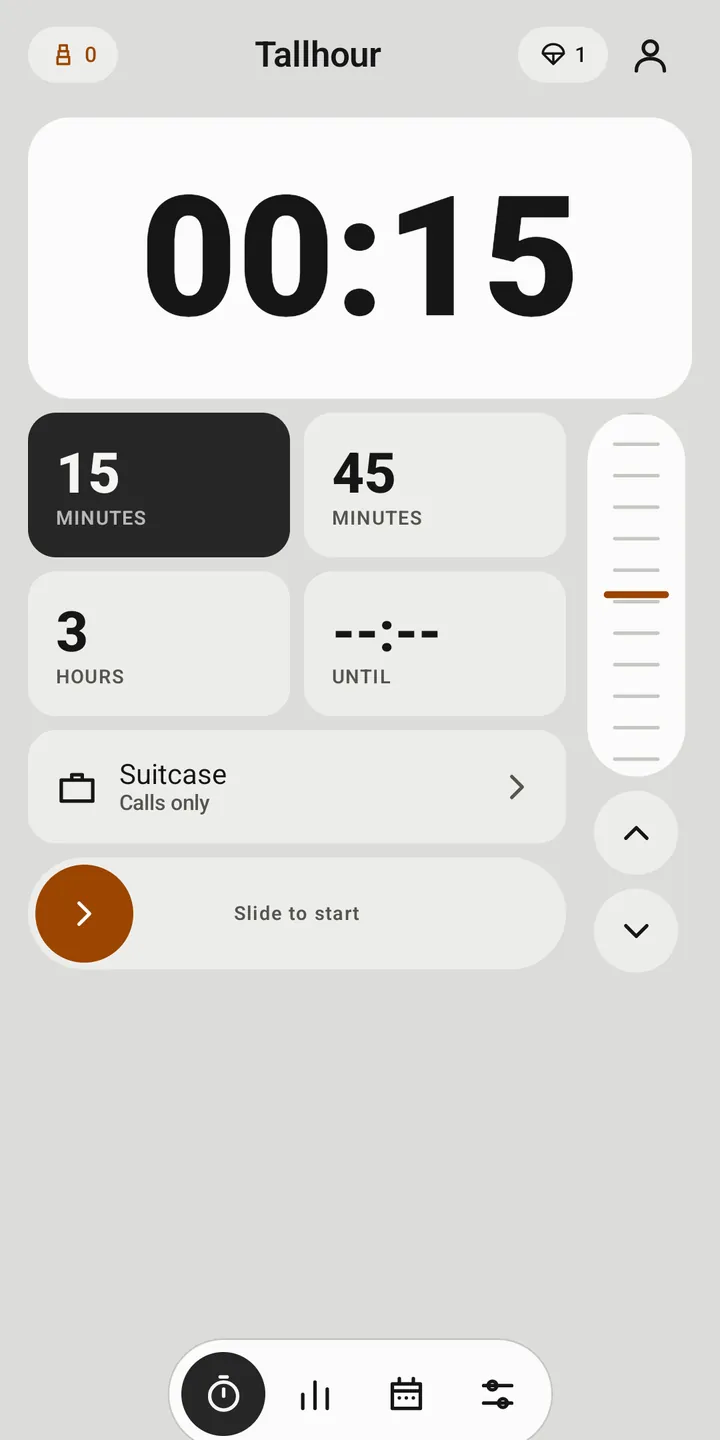 0
Tallhour
1
00:15
15
MINUTES
45
MINUTES
3
HOURS
--:--
UNTIL
Suitcase
Calls only
Slide to start